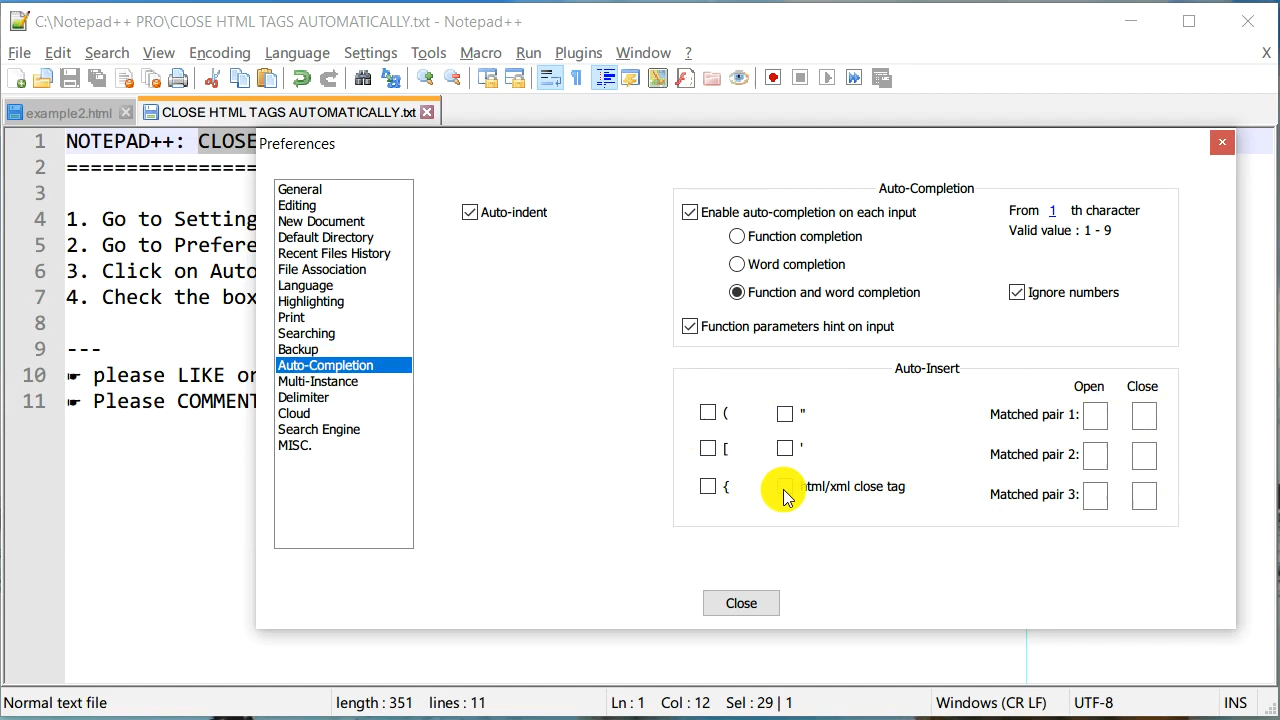 C:\Notepad++ PRO\CLOSE HTML TAGS AUTOMATICALLY.txt - Notepad++
File Edit Search View Encoding Language Settings Tools Macro Run Plugins Window ? X
example2.html CLOSE HTML TAGS AUTOMATICALLY.txt
1 NOTEPAD++: CLOSE
2 ================
3
4 1. Go to Setting
5 2. Go to Prefere
6 3. Click on Auto
7 4. Check the box
8
9 ---
10 ☛ please LIKE or
11 ☛ Please COMMENT
Preferences
General
Editing
New Document
Default Directory
Recent Files History
File Association
Language
Highlighting
Print
Searching
Backup
Auto-Completion
Multi-Instance
Delimiter
Cloud
Search Engine
MISC.
Auto-indent
Auto-Completion
Enable auto-completion on each input From 1 th character
Valid value : 1 - 9
Function completion
Word completion
Function and word completion Ignore numbers
Function parameters hint on input
Auto-Insert
Open Close
( " Matched pair 1:
[ ' Matched pair 2:
{ html/xml close tag Matched pair 3:
Close
Normal text file length : 351 lines : 11 Ln : 1 Col : 12 Sel : 29 | 1 Windows (CR LF) UTF-8 INS